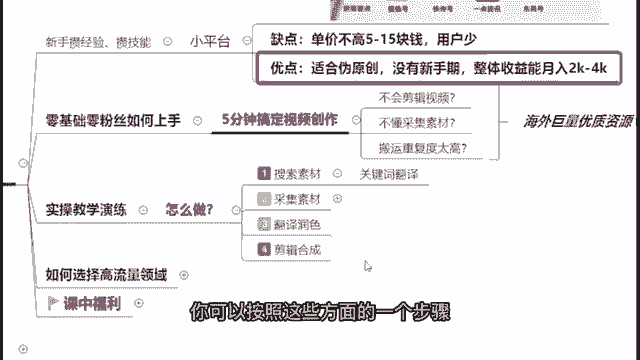 缺点：单价不高5-15块钱，用户少
新手攒经验、攒技能
小平台
优点：适合伪原创，没有新手期，整体收益能月入2k-4k
零基础零粉丝如何上手
5分钟搞定视频创作
不会剪辑视频？
不懂采集素材？
搬运重复度太高？
海外巨量优质资源
实操教学演练
怎么做？
1 搜索素材
关键词翻译
2 采集素材
3 翻译润色
4 剪辑合成
如何选择高流量领域
课中福利
你可以按照这些方面的一个步骤